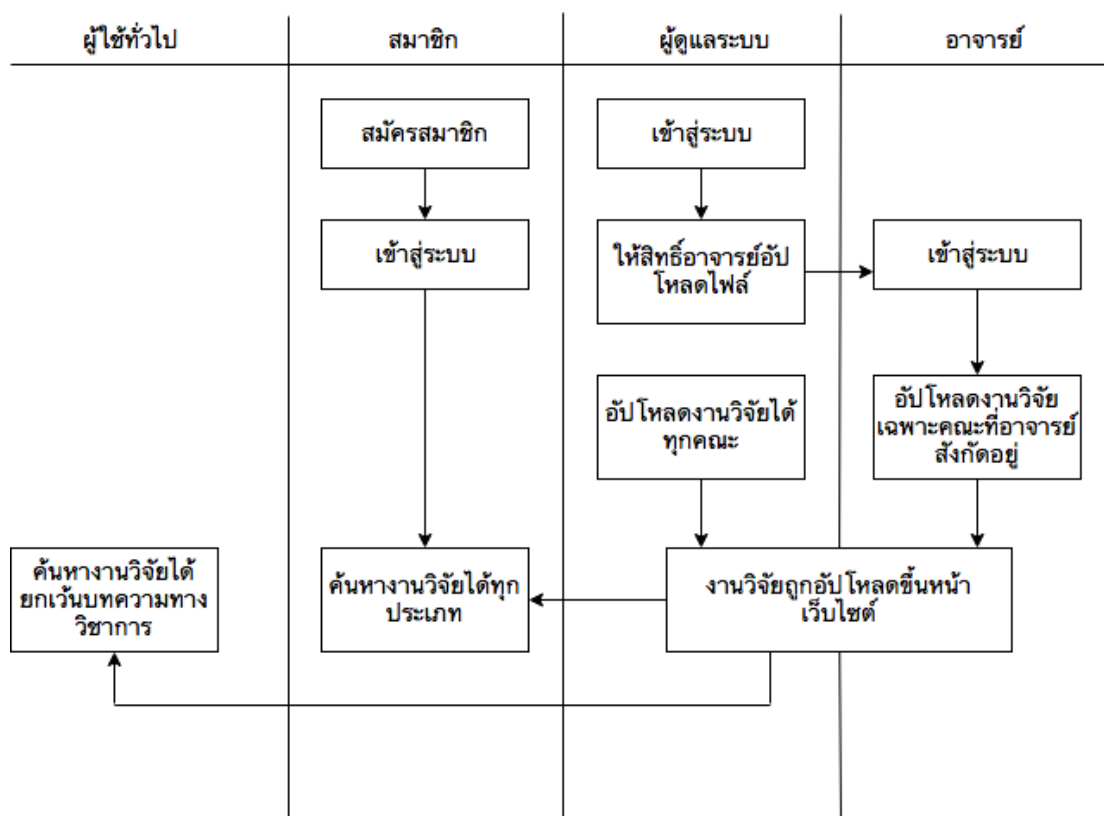 ผู้ใช้ทั่วไป
สมาชิก
ผู้ดูแลระบบ
อาจารย์
สมัครสมาชิก
เข้าสู่ระบบ
เข้าสู่ระบบ
ให้สิทธิ์อาจารย์อัป
โหลดไฟล์
เข้าสู่ระบบ
อัปโหลดงานวิจัยได้
ทุกคณะ
อัปโหลดงานวิจัย
เฉพาะคณะที่อาจารย์
สังกัดอยู่
ค้นหางานวิจัยได้
ยกเว้นบทความทาง
วิชาการ
ค้นหางานวิจัยได้ทุก
ประเภท
งานวิจัยถูกอัปโหลดขึ้นหน้า
เว็บไซต์